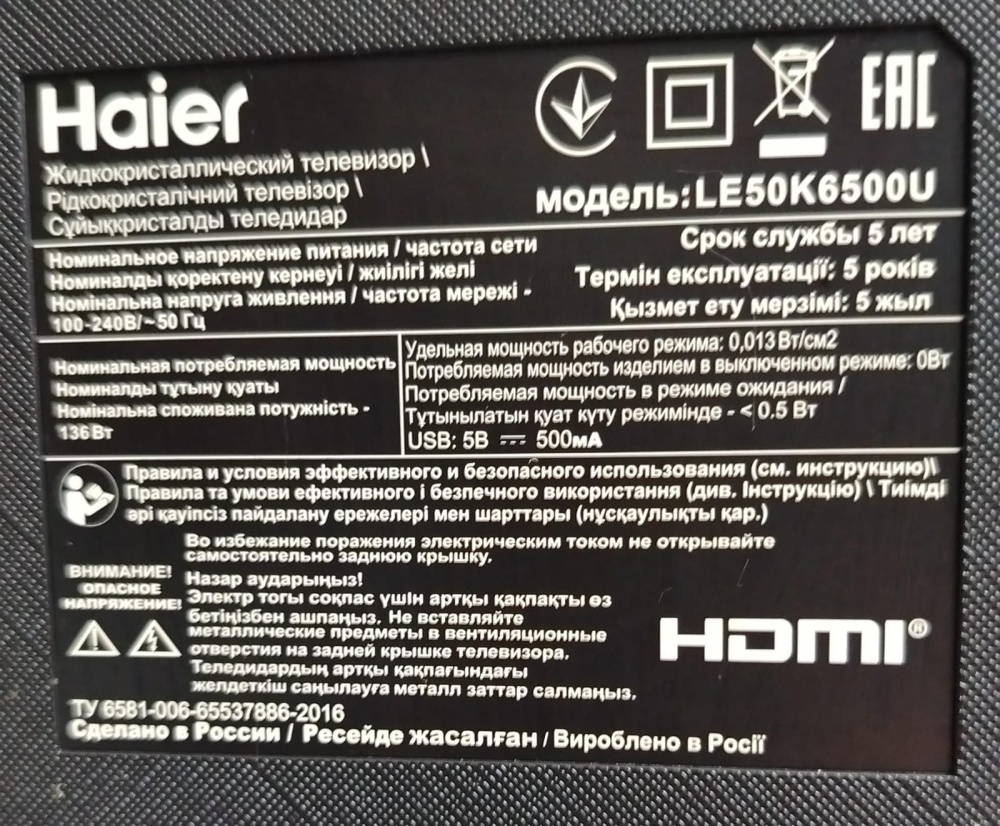 Haier
EAC
Жидкокристаллический телевизор \
Рідкокристалічний телевізор \
Сұйыққристалды теледидар
модель:LE50K6500U
Номинальное напряжение питания / частота сети
Номиналды қоректену кернеуі / жиілігі желі
Номінальна напруга живлення / частота мережі -
100-240В/~50 Гц
Срок службы 5 лет
Термін експлуатації: 5 років
Қызмет ету мерзімі: 5 жыл
Номинальная потребляемая мощность
Номиналды тұтыну қуаты
Номінальна споживана потужність -
136 Вт
Удельная мощность рабочего режима: 0,013 Вт/см2
Потребляемая мощность изделием в выключенном режиме: 0Вт
Потребляемая мощность в режиме ожидания /
Тұтынылатын қуат күту режимінде - < 0.5 Вт
USB: 5В 500мА
Правила и условия эффективного и безопасного использования (см. инструкцию)\
Правила та умови ефективного і безпечного використання (див. Інструкцію) \ Тиімді
әрі қауіпсіз пайдалану ережелері мен шарттары (нұсқаулықты қар.)
ВНИМАНИЕ!
ОПАСНОЕ
НАПРЯЖЕНИЕ!
Во избежание поражения электрическим током не открывайте
самостоятельно заднюю крышку.
Назар аударыңыз!
Электр тогы соқпас үшін артқы қақпақты өз
бетіңізбен ашпаңыз. Не вставляйте
металлические предметы в вентиляционные
отверстия на задней крышке телевизора.
Теледидардың артқы қақпағындағы
желдеткіш саңылауға металл заттар салмаңыз.
HDMI®
ТУ 6581-006-65537886-2016
Сделано в России / Ресейде жасалған / Вироблено в Росії